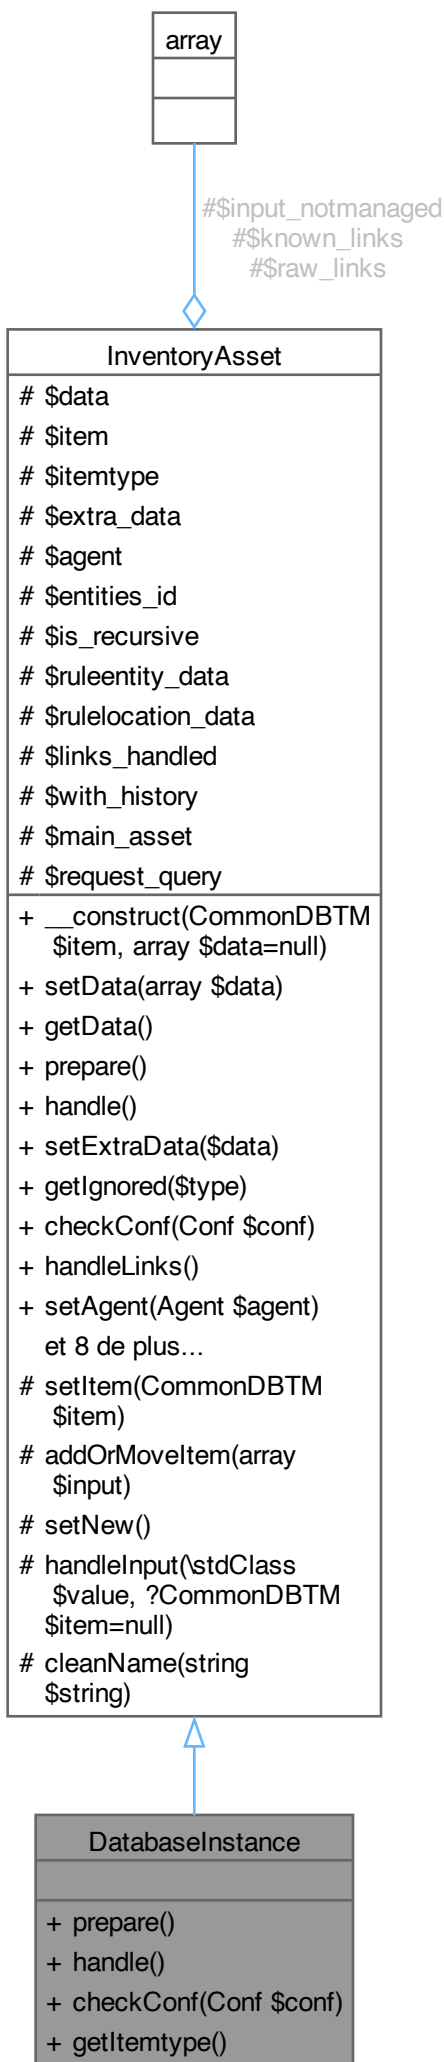 array
#$input_notmanaged
#$known_links
#$raw_links
InventoryAsset
# $data
# $item
# $itemtype
# $extra_data
# $agent
# $entities_id
# $is_recursive
# $ruleentity_data
# $rulelocation_data
# $links_handled
# $with_history
# $main_asset
# $request_query
+ __construct(CommonDBTM
$item, array $data=null)
+ setData(array $data)
+ getData()
+ prepare()
+ handle()
+ setExtraData($data)
+ getIgnored($type)
+ checkConf(Conf $conf)
+ handleLinks()
+ setAgent(Agent $agent)
et 8 de plus...
# setItem(CommonDBTM
$item)
# addOrMoveItem(array
$input)
# setNew()
# handleInput(\stdClass
$value, ?CommonDBTM
$item=null)
# cleanName(string
$string)
DatabaseInstance
+ prepare()
+ handle()
+ checkConf(Conf $conf)
+ getItemtype()